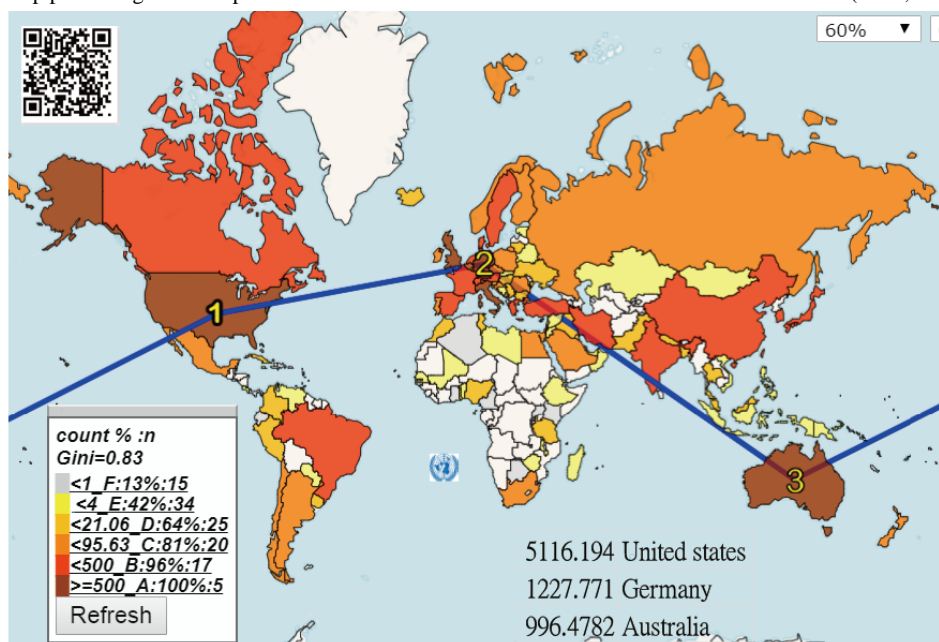 60%
1
2
3
count % :n
Gini=0.83
<1_F:13%:15
<4_E:42%:34
<21.06_D:64%:25
<95.63_C:81%:20
<500_B:96%:17
>=500_A:100%:5
Refresh
5116.194 United states
1227.771 Germany
996.4782 Australia